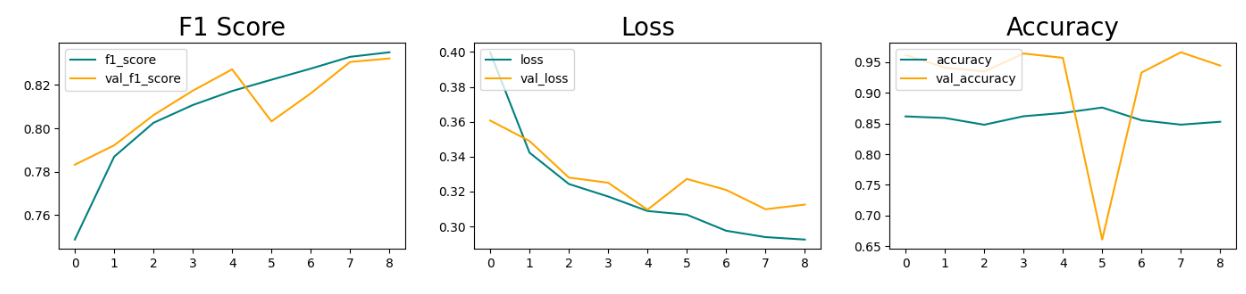 F1 Score
f1_score
val_f1_score
0.82
0.80
0.78
0.76
0 1 2 3 4 5 6 7 8
Loss
loss
val_loss
0.40
0.38
0.36
0.34
0.32
0.30
0 1 2 3 4 5 6 7 8
Accuracy
accuracy
val_accuracy
0.95
0.90
0.85
0.80
0.75
0.70
0.65
0 1 2 3 4 5 6 7 8